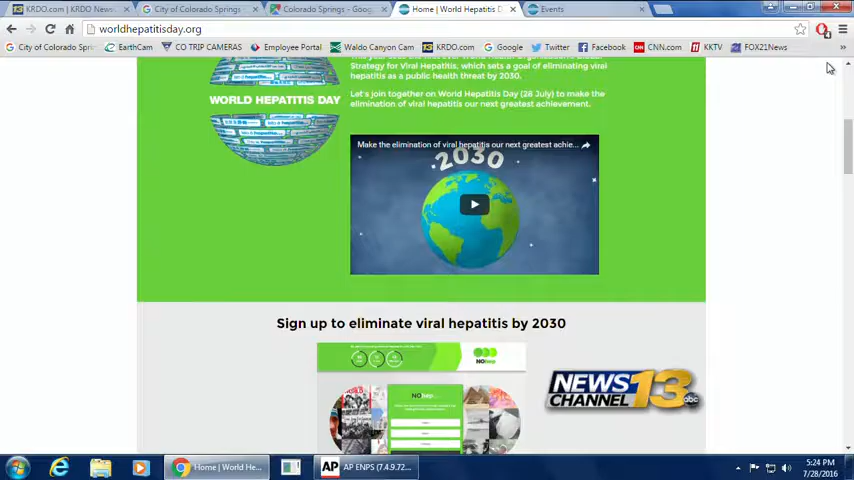 KRDO.com | KRDO News
City of Colorado Springs
Colorado Springs - Goog
Home | World Hepatitis D
Events
worldhepatitisday.org
City of Colorado Sprin
EarthCam
CO TRIP CAMERAS
Employee Portal
Waldo Canyon Cam
KRDO.com
Google
Twitter
Facebook
CNN.com
KKTV
FOX21News
Strategy for Viral Hepatitis, which sets a goal of eliminating viral
hepatitis as a public health threat by 2030.
Let's join together on World Hepatitis Day (28 July) to make the
elimination of viral hepatitis our next greatest achievement.
WORLD HEPATITIS DAY
Make the elimination of viral hepatitis our next greatest achie...
2030
Sign up to eliminate viral hepatitis by 2030
NOhep
NOhep
NEWS
CHANNEL 13
abc
Home | World He...
AP
AP ENPS (7.4.9.72...
5:24 PM
7/28/2016